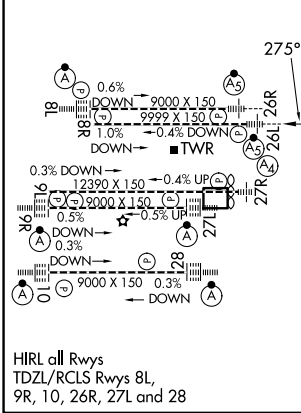 275°
A
P
0.6%
A5
DOWN
9000 X 150
26R
8L
8R
9999 X 150
P
26L
1.0%
0.4% DOWN
P
A5
DOWN
TWR
A4
0.3% DOWN
0.4% UP
27R
12390 X 150
9L
P
P
9000 X 150
P
9R
0.5%
0.5% UP
27L
A
DOWN
A
0.3%
DOWN
P
28
10
P
9000 X 150
0.3%
A
DOWN
A
HIRL all Rwys
TDZL/RCLS Rwys 8L,
9R, 10, 26R, 27L and 28